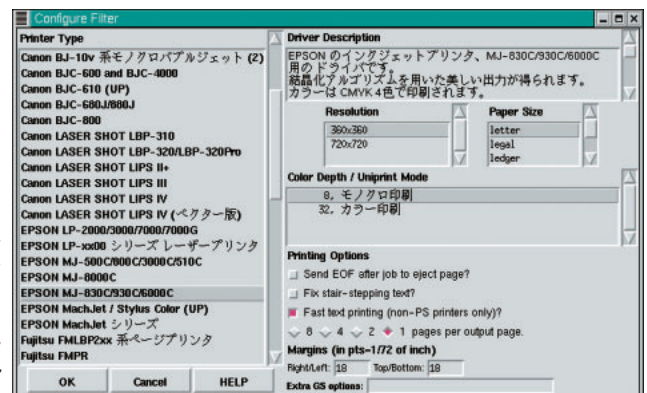 Configure Filter
Printer Type
Canon BJ-10v 系モノクロバブルジェット (2)
Canon BJC-600 and BJC-4000
Canon BJC-610 (UP)
Canon BJC-680J/880J
Canon BJC-800
Canon LASER SHOT LBP-310
Canon LASER SHOT LBP-320/LBP-320Pro
Canon LASER SHOT LIPS II+
Canon LASER SHOT LIPS III
Canon LASER SHOT LIPS IV
Canon LASER SHOT LIPS IV (ベクター版)
EPSON LP-2000/3000/7000/7000G
EPSON LP-xx00 シリーズ レーザープリンタ
EPSON MJ-500C/800C/3000C/510C
EPSON MJ-8000C
EPSON MJ-830C/930C/6000C
EPSON MachJet / Stylus Color (UP)
EPSON MachJet シリーズ
Fujitsu FMLBP2xx 系ページプリンタ
Fujitsu FMPR
OK
Cancel
HELP
Driver Description
EPSON のインクジェットプリンタ、MJ-830C/930C/6000C
用のドライバです。
結晶化アルゴリズムを用いた美しい出力が得られます。
カラーは CMYK 4色で印刷されます。
Resolution
360x360
720x720
Paper Size
letter
legal
ledger
Color Depth / Uniprint Mode
8, モノクロ印刷
32, カラー印刷
Printing Options
Send EOF after job to eject page?
Fix stair-stepping text?
Fast text printing (non-PS printers only)?
8 4 2 1 pages per output page.
Margins (in pts=1/72 of inch)
Right/Left: 18 Top/Bottom: 18
Extra GS options: